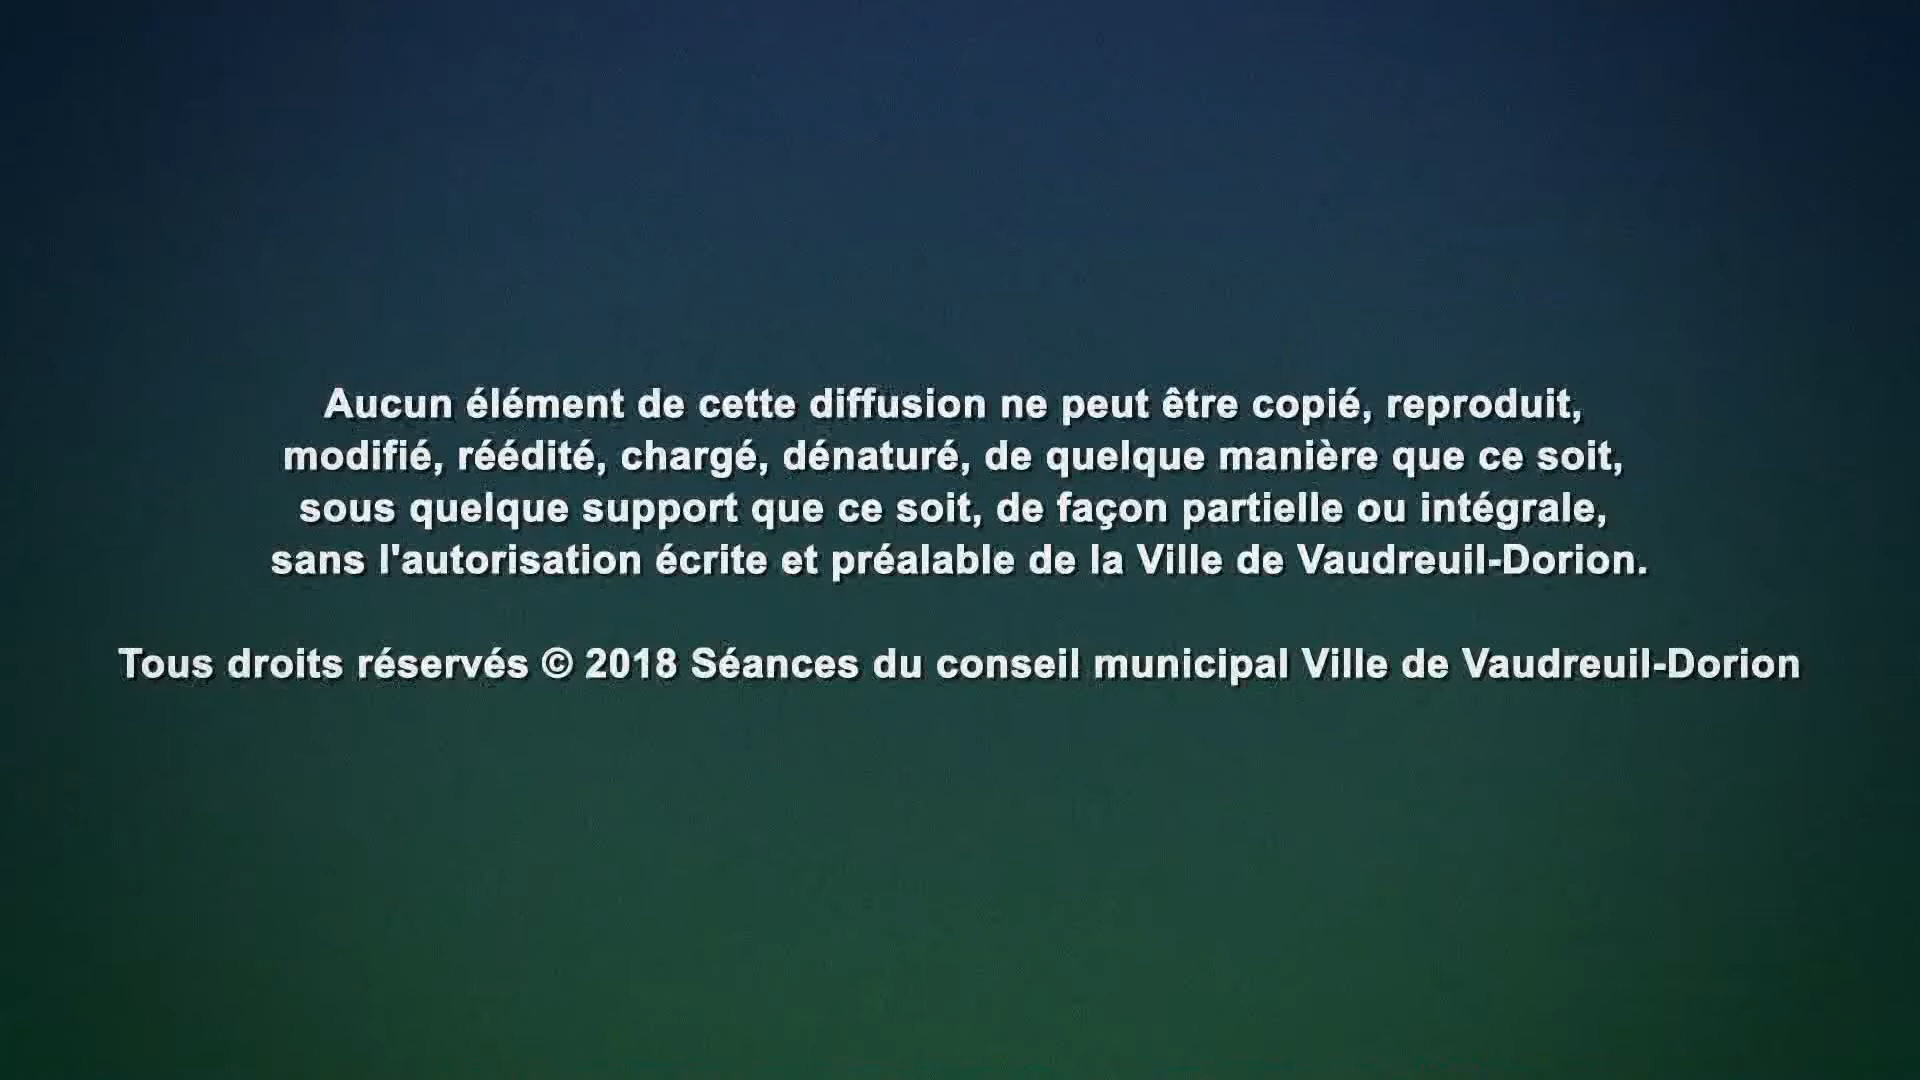 Aucun élément de cette diffusion ne peut être copié, reproduit,
modifié, réédité, chargé, dénaturé, de quelque manière que ce soit,
sous quelque support que ce soit, de façon partielle ou intégrale,
sans l'autorisation écrite et préalable de la Ville de Vaudreuil-Dorion.
Tous droits réservés © 2018 Séances du conseil municipal Ville de Vaudreuil-Dorion